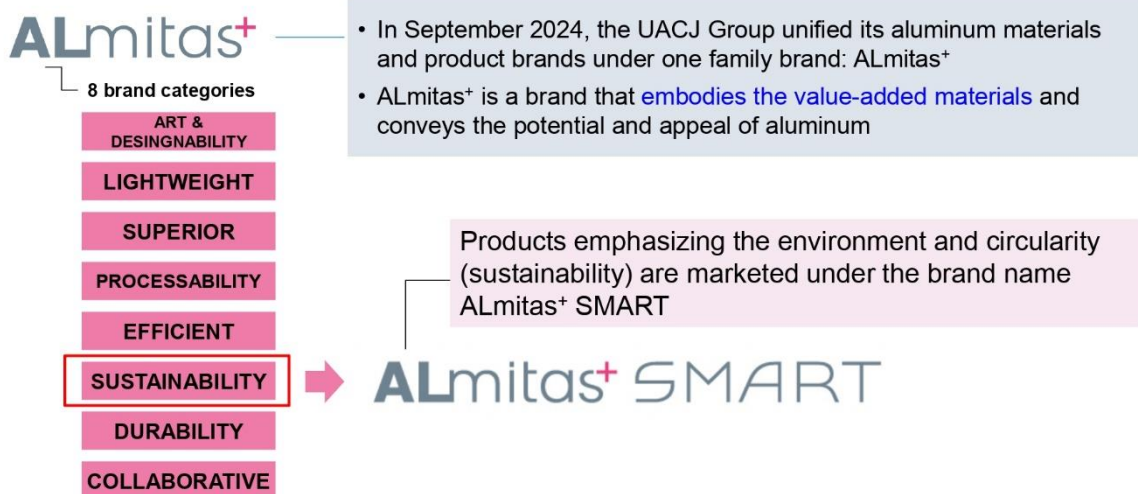 ALmitas+
• In September 2024, the UACJ Group unified its aluminum materials
and product brands under one family brand: ALmitas+
• ALmitas+ is a brand that embodies the value-added materials and
conveys the potential and appeal of aluminum
8 brand categories
ART &
DESINGNABILITY
LIGHTWEIGHT
SUPERIOR
PROCESSABILITY
EFFICIENT
SUSTAINABILITY
DURABILITY
COLLABORATIVE
Products emphasizing the environment and circularity
(sustainability) are marketed under the brand name
ALmitas+ SMART
ALmitas+ SMART